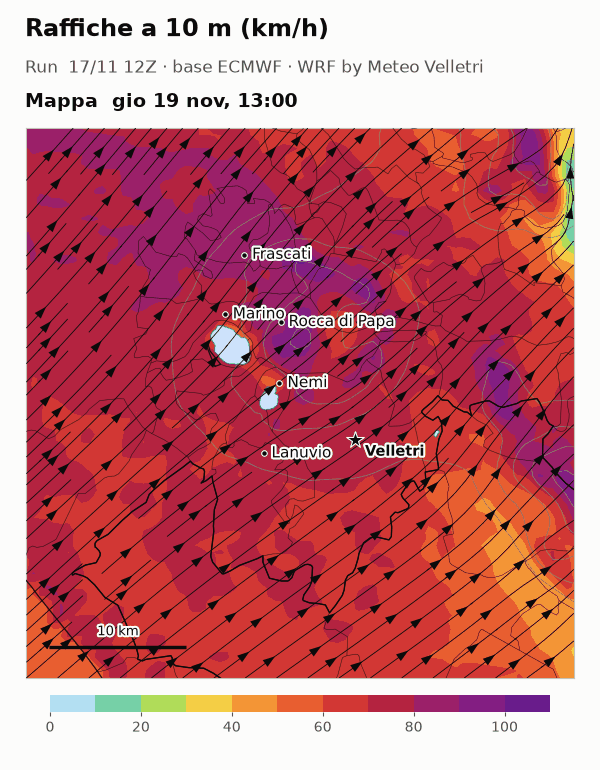 Raffiche a 10 m (km/h)
Run  17/11 12Z · base ECMWF · WRF by Meteo Velletri
Mappa  gio 19 nov, 13:00
Frascati
Marino
Rocca di Papa
Nemi
Velletri
Lanuvio
10 km
0 20 40 60 80 100